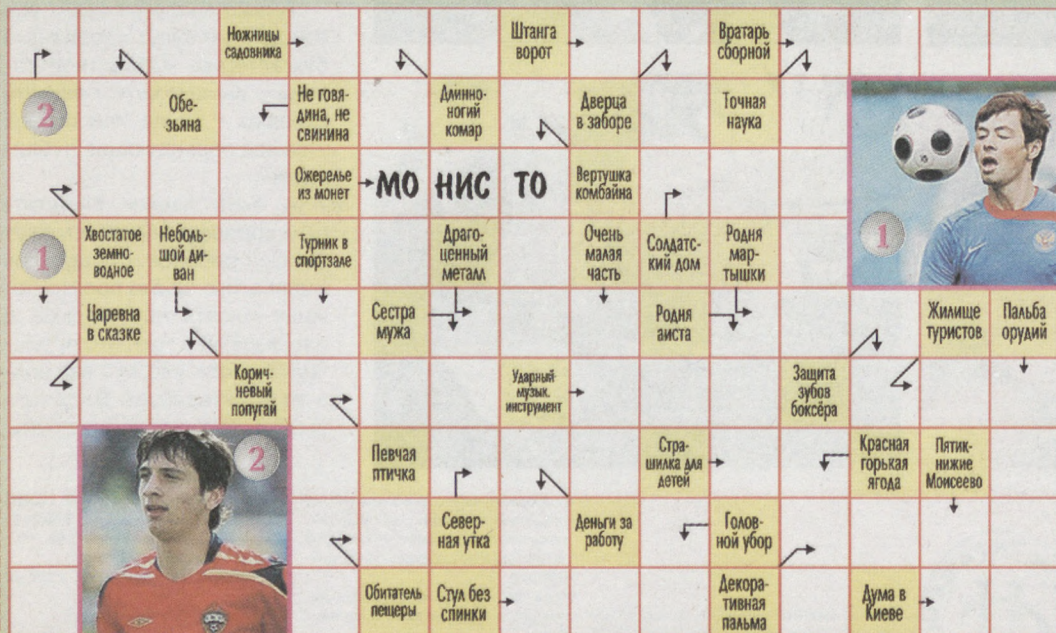 Ножницы
садовника
Штанга
ворот
Вратарь
сборной
2
Обе-
зьяна
Не говя-
дина, не
свинина
Длинно-
ногий
комар
Дверца
в заборе
Точная
наука
Ожерелье
из монет
МО НИС ТО
Вертушка
комбайна
1
1
Хвостатое
земно-
водное
Неболь-
шой ди-
ван
Турник в
спортзале
Драго-
ценный
металл
Очень
малая
часть
Солдатс-
кий дом
Родня
мар-
тышки
Царевна
в сказке
Сестра
мужа
Родня
аиста
Жилище
туристов
Пальба
орудий
Корич-
невый
попугай
Ударный
музык.
инструмент
Защита
зубов
боксёра
2
Певчая
птичка
Стра-
шилка для
детей
Красная
горькая
ягода
Пятик-
нижие
Моисеево
Север-
ная утка
Деньги за
работу
Голов-
ной убор
Обитатель
пещеры
Стул без
спинки
Декора-
тивная
пальма
Дума в
Киеве